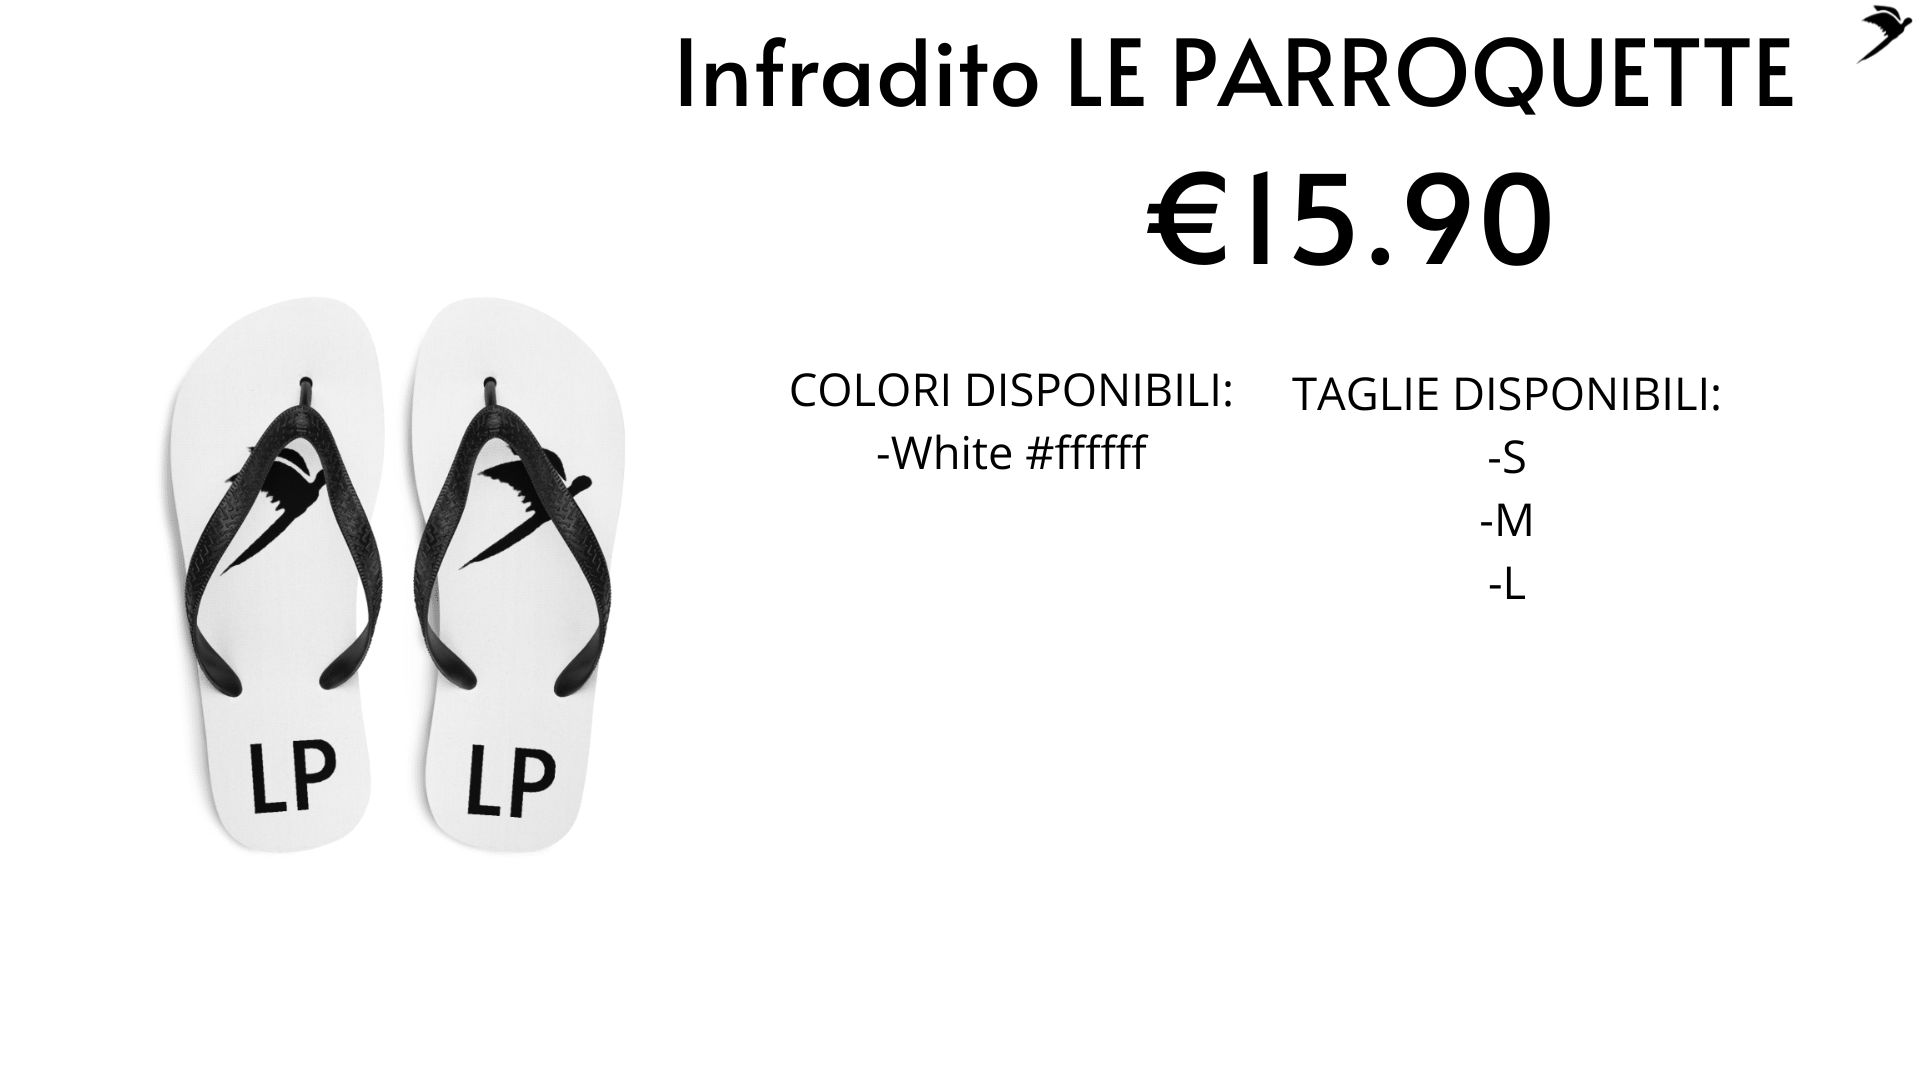 Infradito LE PARROQUETTE
€15.90
COLORI DISPONIBILI:
-White #ffffff
TAGLIE DISPONIBILI:
-S
-M
-L
LP
LP